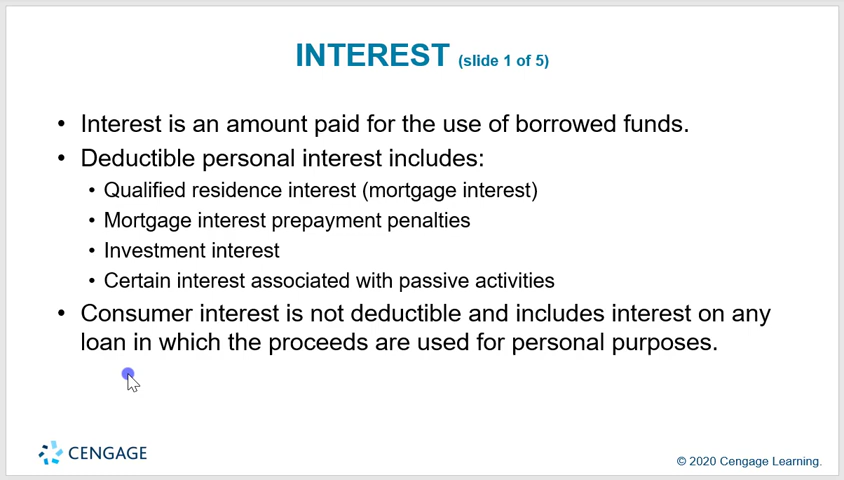 INTEREST (slide 1 of 5)
• Interest is an amount paid for the use of borrowed funds.
• Deductible personal interest includes:
• Qualified residence interest (mortgage interest)
• Mortgage interest prepayment penalties
• Investment interest
• Certain interest associated with passive activities
• Consumer interest is not deductible and includes interest on any
loan in which the proceeds are used for personal purposes.
CENGAGE
© 2020 Cengage Learning.